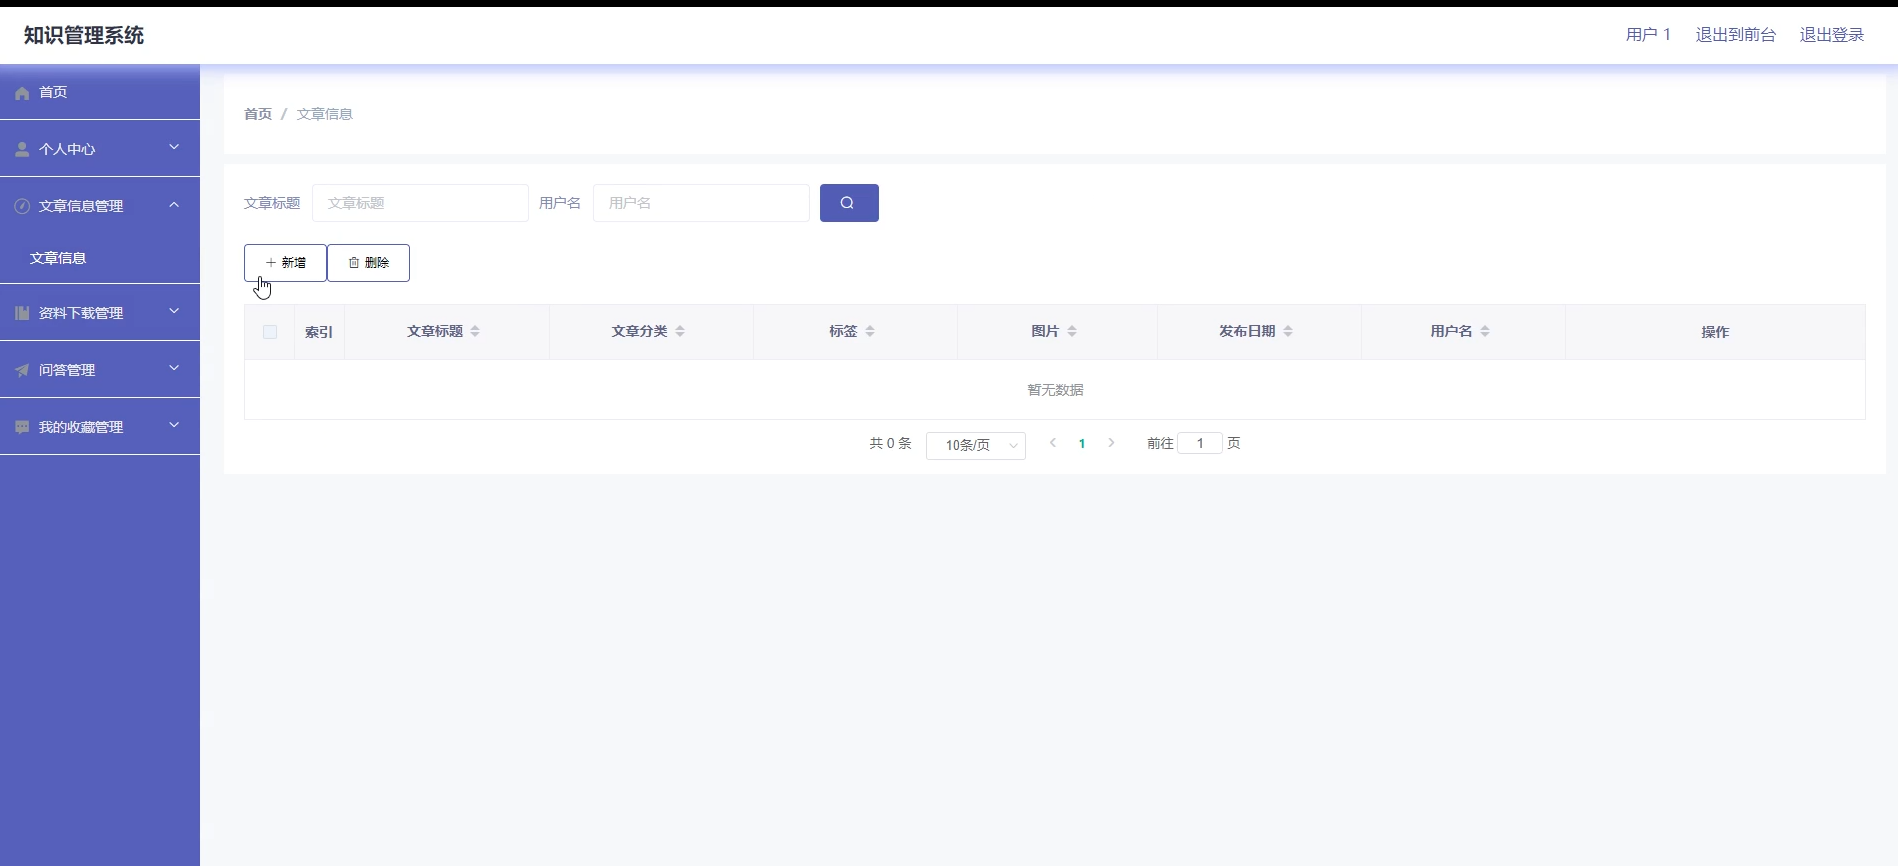 知识管理系统
用户 1 退出到前台 退出登录
首页
个人中心
文章信息管理
文章信息
资料下载管理
问答管理
我的收藏管理
首页 / 文章信息
文章标题 文章标题 用户名 用户名
新增 删除
索引 文章标题 文章分类 标签 图片 发布日期 用户名 操作
暂无数据
共 0 条 10条/页 1 前往 1 页